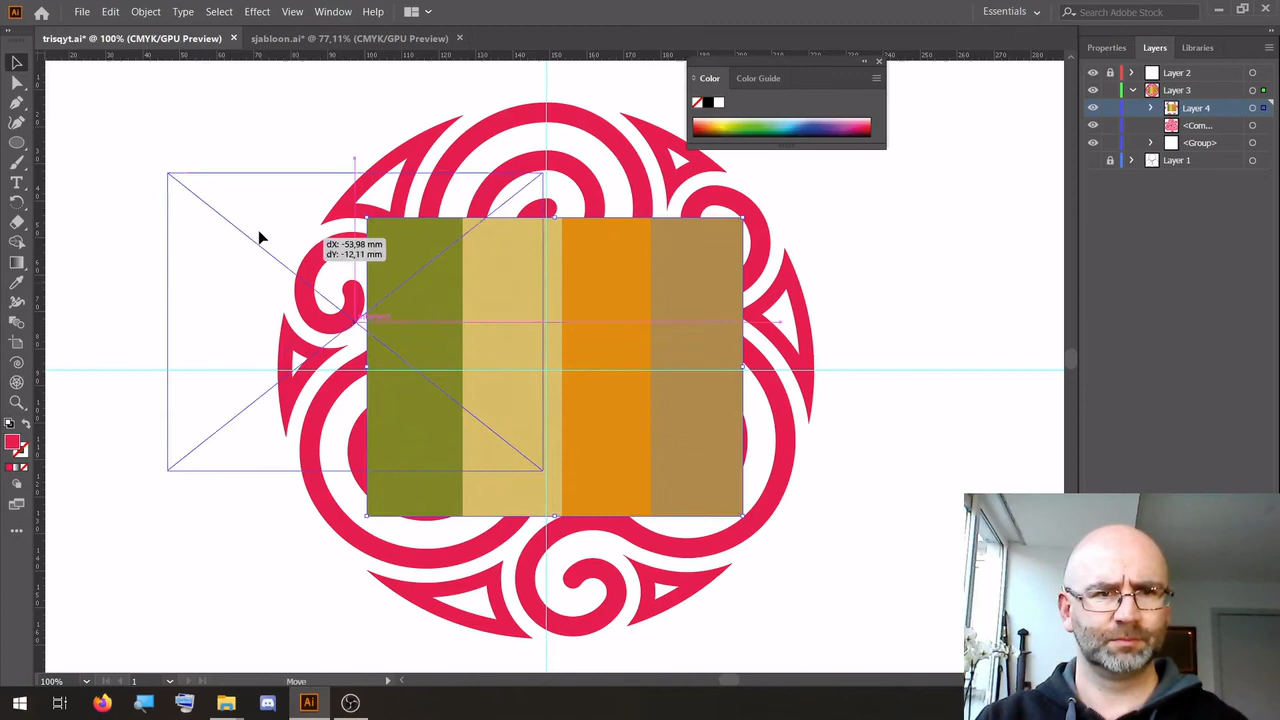 Ai File Edit Object Type Select Effect View Window Help Essentials Search Adobe Stock
trisqyt.ai* @ 100% (CMYK/GPU Preview) × sjabloon.ai* @ 77,11% (CMYK/GPU Preview) ×
Properties Layers Libraries
Color Color Guide
Layer 2
Layer 3
Layer 4
<Com...
<Group>
Layer 1
dX: -53,98 mm
dY: -12,11 mm
100% 1 Move
Ai